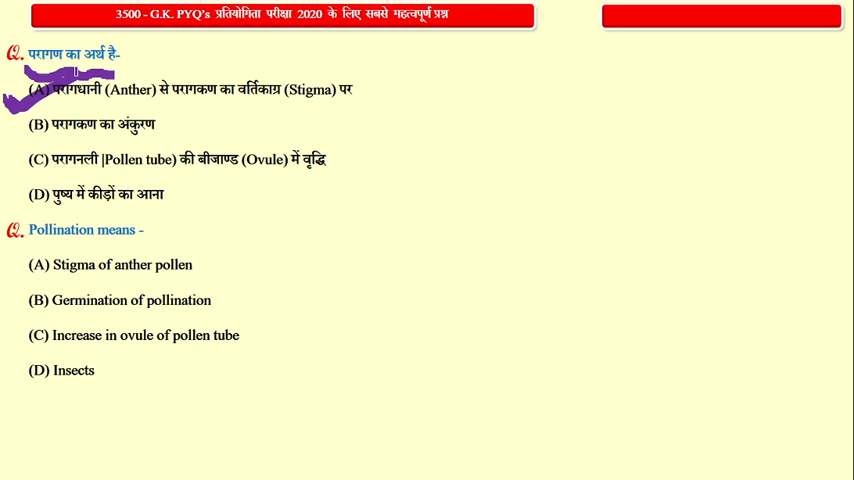 3500 - G.K. PYQ's प्रतियोगिता परीक्षा 2020 के लिए सबसे महत्वपूर्ण प्रश्न
Q. परागण का अर्थ है-
(A) परागधानी (Anther) से परागकण का वर्तिकाग्र (Stigma) पर
(B) परागकण का अंकुरण
(C) परागनली |Pollen tube) की बीजाण्ड (Ovule) में वृद्धि
(D) पुष्य में कीड़ों का आना
Q. Pollination means -
(A) Stigma of anther pollen
(B) Germination of pollination
(C) Increase in ovule of pollen tube
(D) Insects